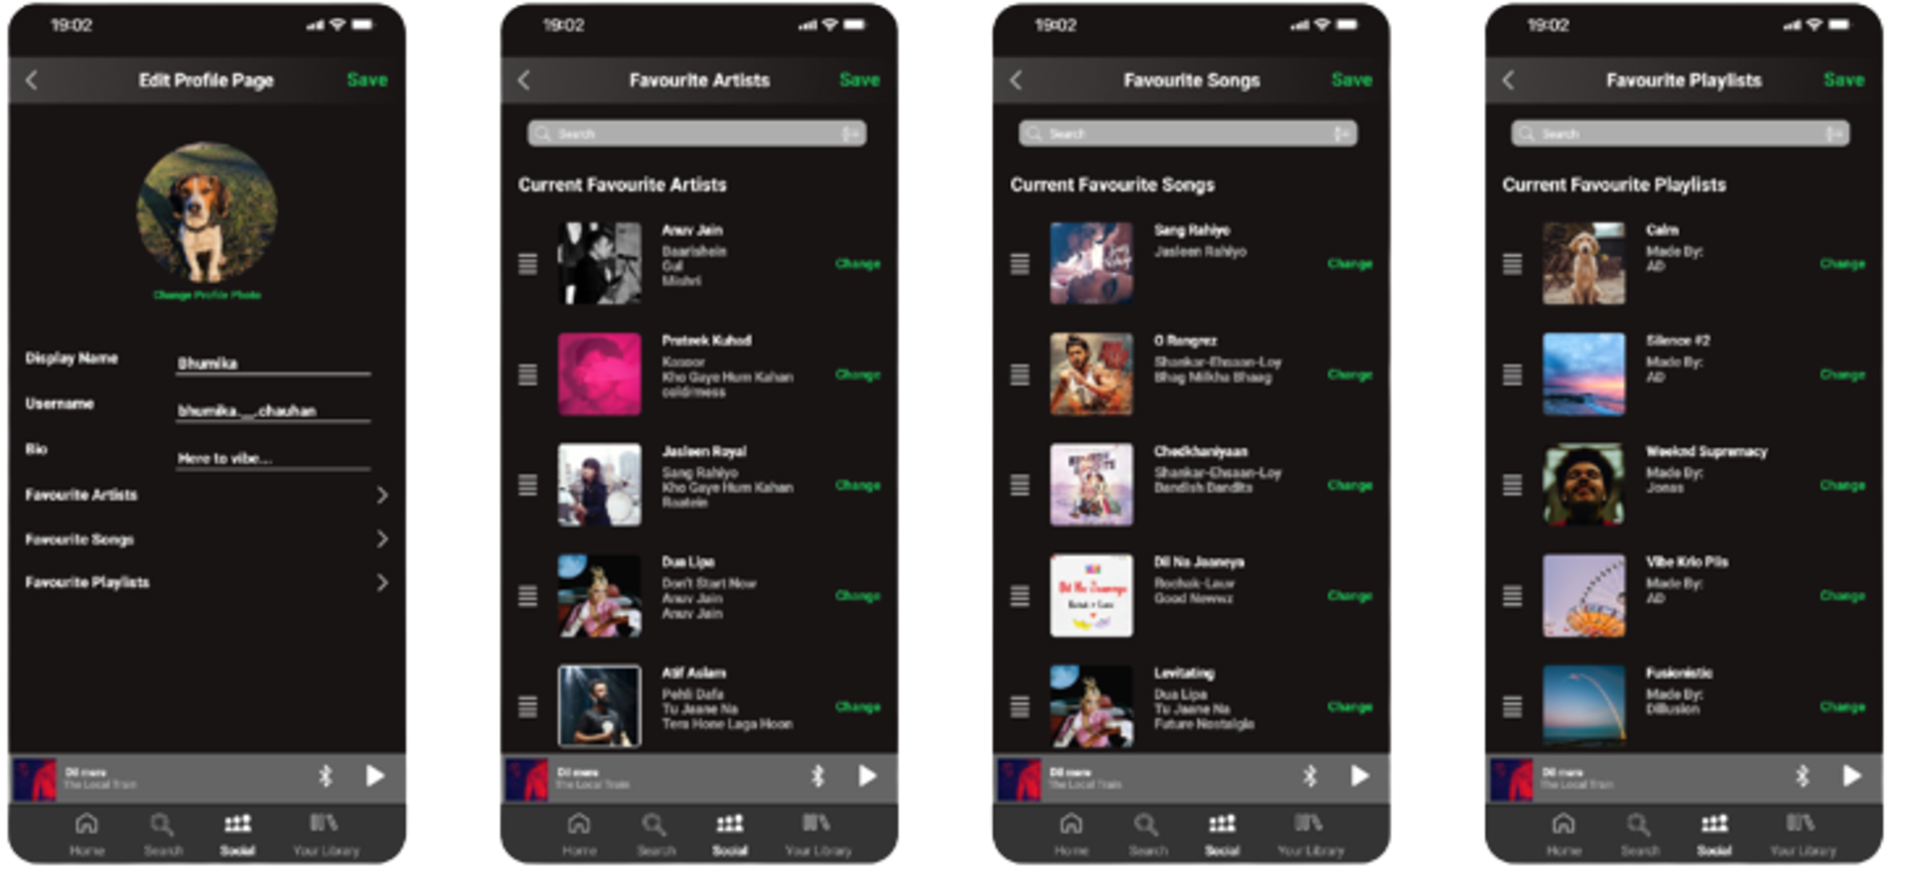 19:02
Edit Profile Page
Save
Change Profile Photo
Display Name
Bhumika
Username
bhumika.__.chauhan
Bio
Here to vibe...
Favourite Artists
Favourite Songs
Favourite Playlists
Dil mere
The Local Train
Home
Search
Social
Your Library
19:02
Favourite Artists
Save
Search
Current Favourite Artists
Anuv Jain
Baarishein
Gul
Mishri
Change
Prateek Kuhad
Kasoor
Kho Gaye Hum Kahan
cold/mess
Change
Jasleen Royal
Sang Rahiyo
Kho Gaye Hum Kahan
Raatein
Change
Dua Lipa
Don't Start Now
Anuv Jain
Anuv Jain
Change
Atif Aslam
Pehli Dafa
Tu Jaane Na
Tera Hone Laga Hoon
Change
Dil mere
The Local Train
Home
Search
Social
Your Library
19:02
Favourite Songs
Save
Search
Current Favourite Songs
Sang Rahiyo
Jasleen Rahiyo
Change
O Rangrez
Shankar-Ehsaan-Loy
Bhag Milkha Bhaag
Change
Chedkhaniyaan
Shankar-Ehsaan-Loy
Bandish Bandits
Change
Dil Na Jaaneya
Rochak-Lauv
Good Newwz
Change
Levitating
Dua Lipa
Tu Jaane Na
Future Nostalgia
Change
Dil mere
The Local Train
Home
Search
Social
Your Library
19:02
Favourite Playlists
Save
Search
Current Favourite Playlists
Calm
Made By:
AD
Change
Silence #2
Made By:
AD
Change
Weeknd Supremacy
Made By:
Jonas
Change
Vibe Krlo Plis
Made By:
AD
Change
Fusionistic
Made By:
Dillusion
Change
Dil mere
The Local Train
Home
Search
Social
Your Library